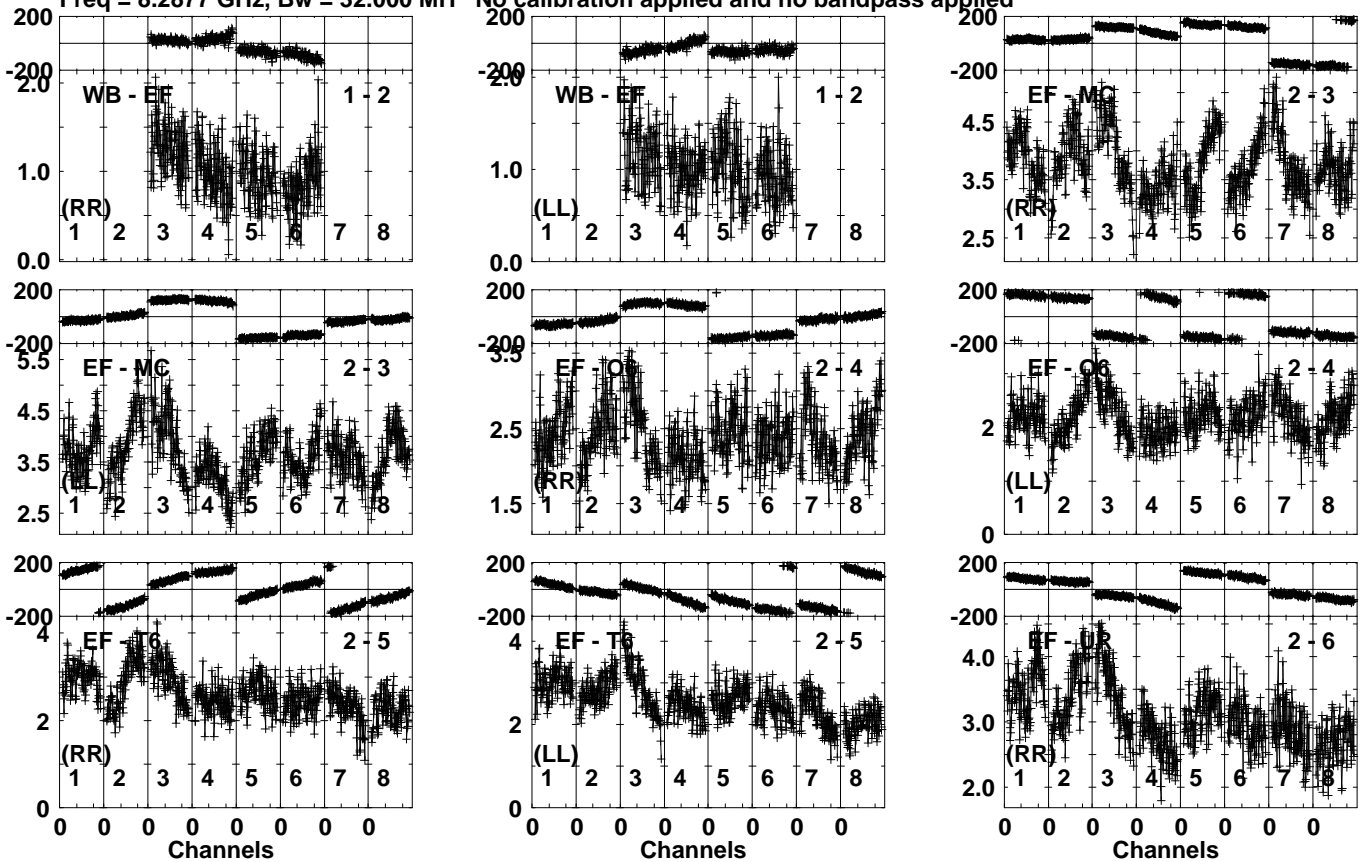 Freq = 8.2877 GHz, Bw = 32.000 MH No calibration applied and no bandpass applied
200
-200
2.0
1.0
0.0
WB - EF 1 - 2
(RR)
1 2 3 4 5 6 7 8
200
-200
2.0
1.0
0.0
WB - EF 1 - 2
(LL)
1 2 3 4 5 6 7 8
200
-200
4.5
3.5
2.5
EF - MC 2 - 3
(RR)
1 2 3 4 5 6 7 8
200
-200
5.5
4.5
3.5
2.5
EF - MC 2 - 3
(LL)
1 2 3 4 5 6 7 8
200
-200
3.5
2.5
1.5
EF - O6 2 - 4
(RR)
1 2 3 4 5 6 7 8
200
-200
2
0
EF - O6 2 - 4
(LL)
1 2 3 4 5 6 7 8
200
-200
4
2
0
EF - T6 2 - 5
(RR)
1 2 3 4 5 6 7 8
0 0 0 0 0 0 0 0
Channels
200
-200
4
2
0
EF - T6 2 - 5
(LL)
1 2 3 4 5 6 7 8
0 0 0 0 0 0 0 0
Channels
200
-200
4.0
3.0
2.0
EF - UR 2 - 6
(RR)
1 2 3 4 5 6 7 8
0 0 0 0 0 0 0 0
Channels